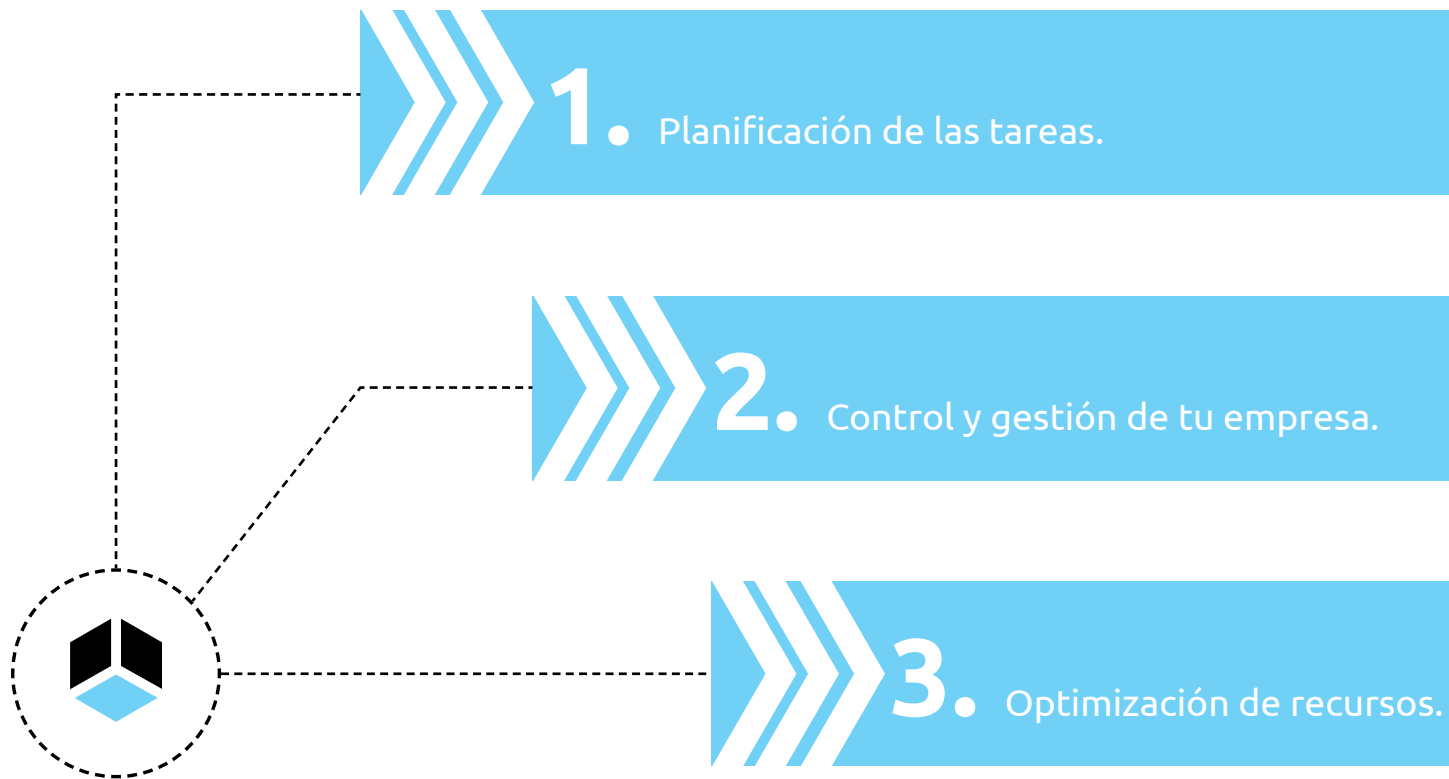 1. Planificación de las tareas.
2. Control y gestión de tu empresa.
3. Optimización de recursos.